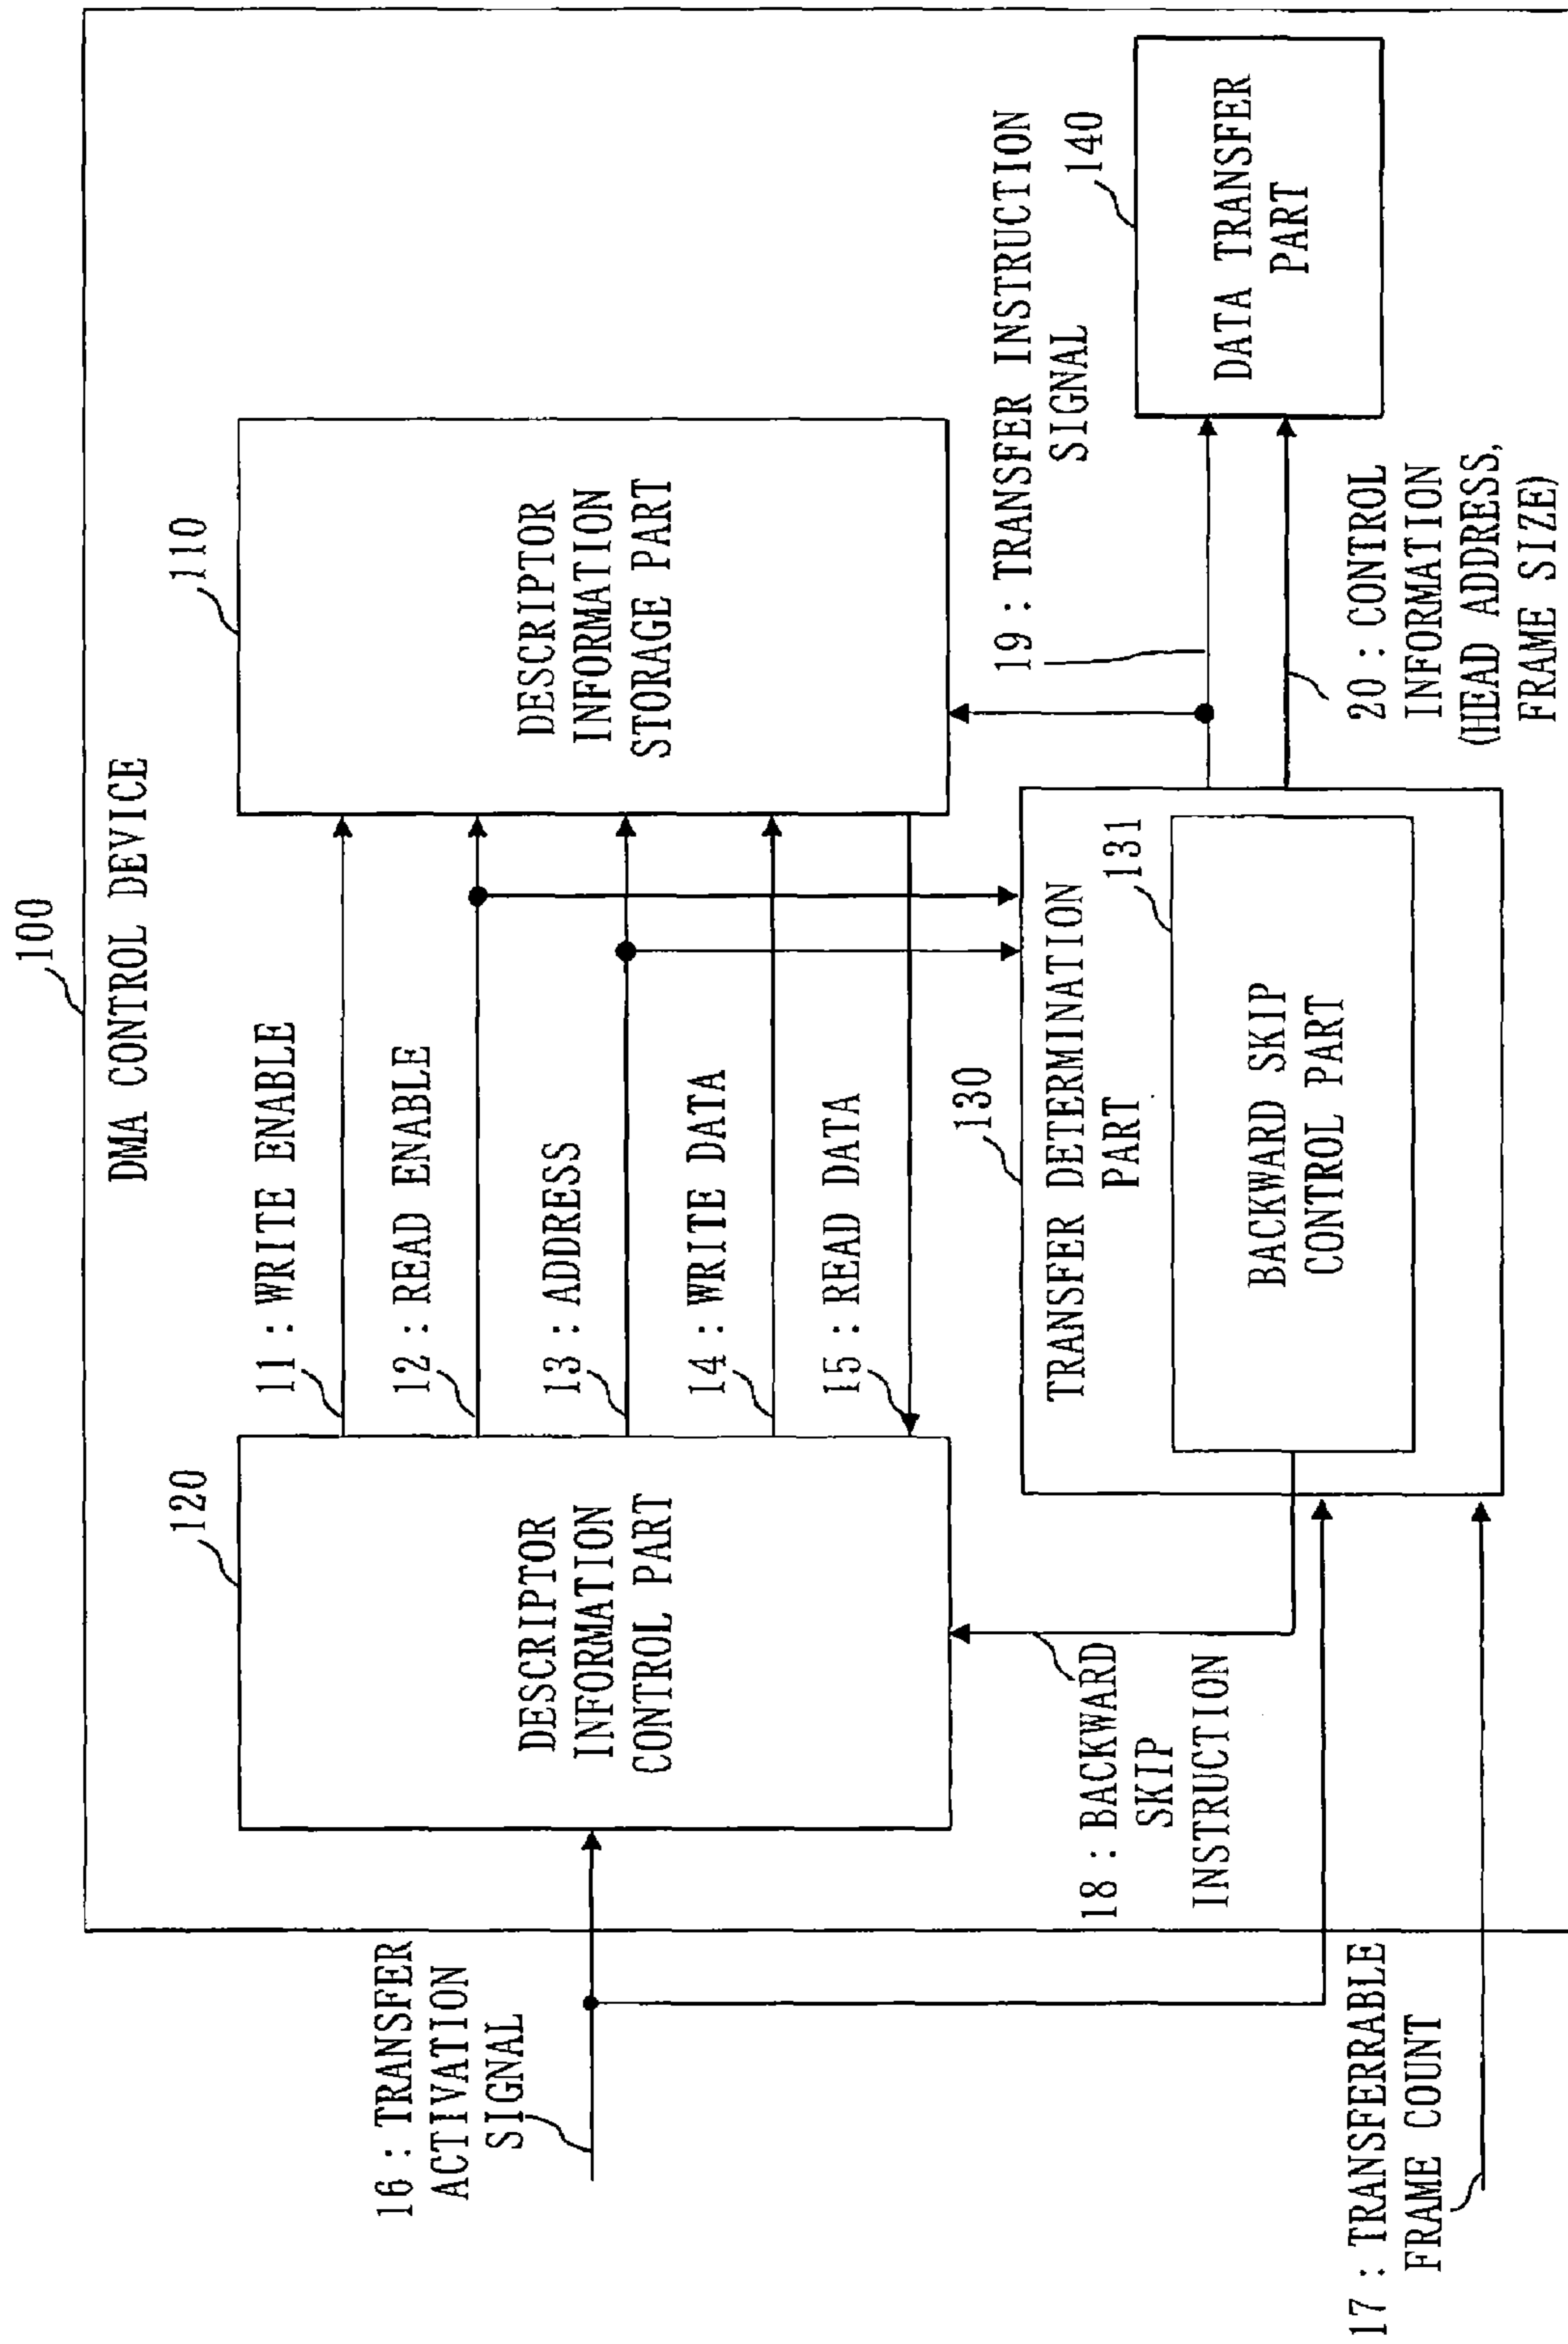 100
DMA CONTROL DEVICE
120
DESCRIPTOR
INFORMATION
CONTROL PART
11 : WRITE ENABLE
12 : READ ENABLE
13 : ADDRESS
14 : WRITE DATA
15 : READ DATA
110
DESCRIPTOR
INFORMATION
STORAGE PART
16 : TRANSFER
ACTIVATION
SIGNAL
17 : TRANSFERRABLE
FRAME COUNT
18 : BACKWARD
SKIP
INSTRUCTION
130
TRANSFER DETERMINATION
PART
131
BACKWARD SKIP
CONTROL PART
19 : TRANSFER INSTRUCTION
SIGNAL
20 : CONTROL
INFORMATION
(HEAD ADDRESS,
FRAME SIZE)
140
DATA TRANSFER
PART